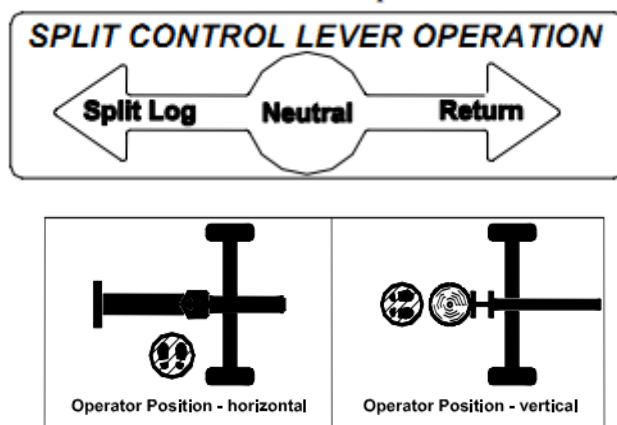 SPLIT CONTROL LEVER OPERATION
Split Log Neutral Return
Operator Position - horizontal Operator Position - vertical